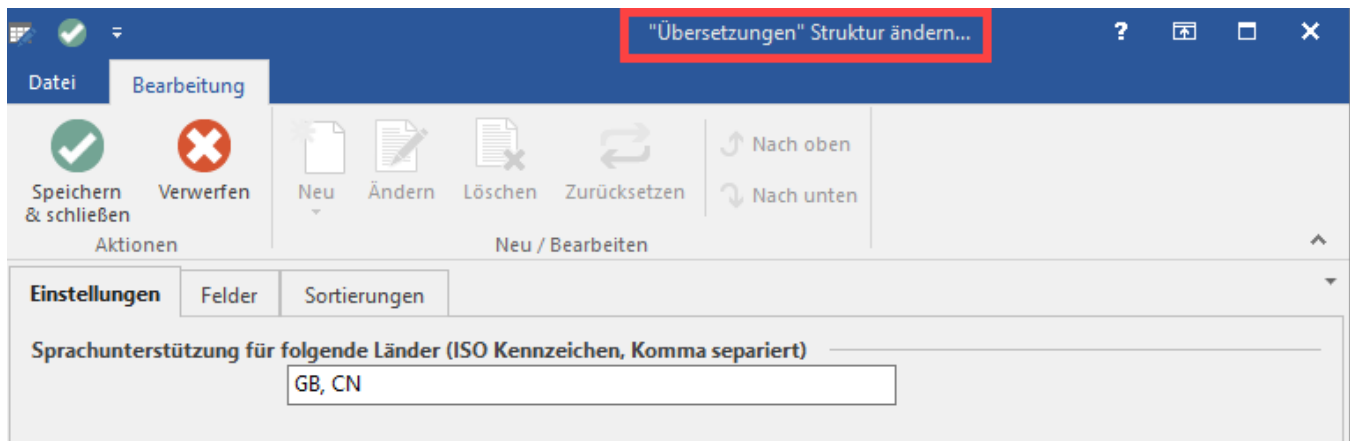 "Übersetzungen" Struktur ändern...
?
Datei
Bearbeitung
Speichern
& schließen
Verwerfen
Neu
Ändern
Löschen
Zurücksetzen
Nach oben
Nach unten
Aktionen
Neu / Bearbeiten
Einstellungen
Felder
Sortierungen
Sprachunterstützung für folgende Länder (ISO Kennzeichen, Komma separiert)
GB, CN